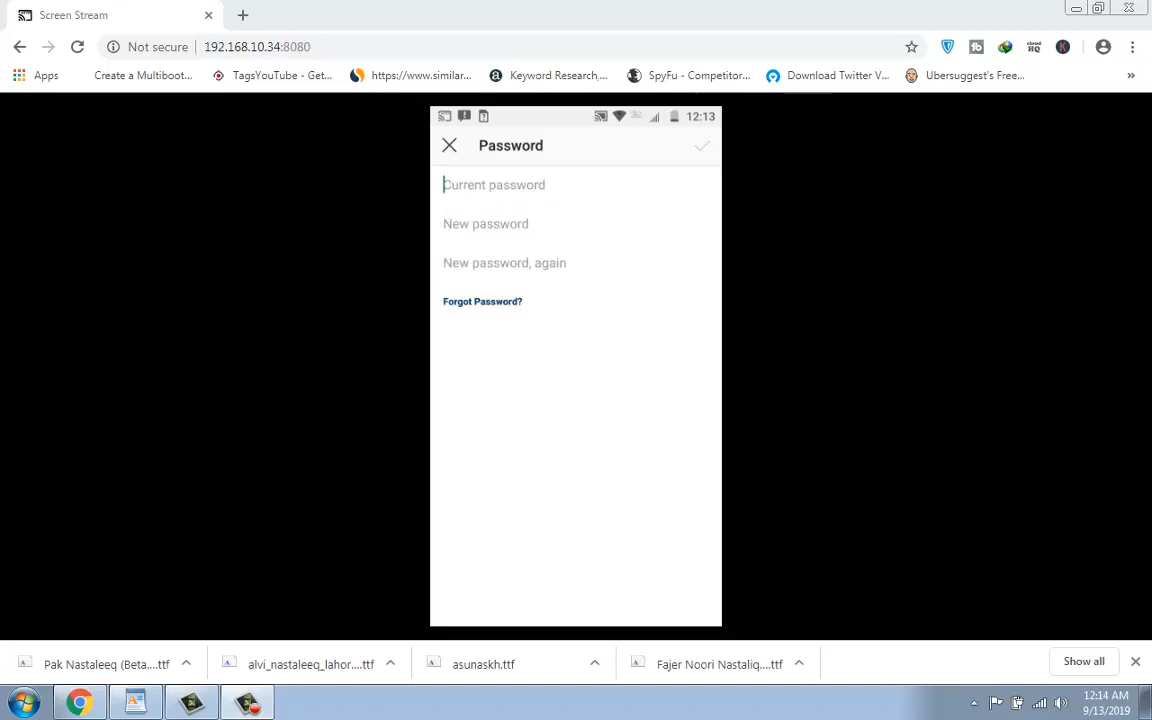 Screen Stream
Not secure 192.168.10.34:8080
Apps Create a Multiboot... TagsYouTube - Get... https://www.similar... Keyword Research,... SpyFu - Competitor... Download Twitter V... Ubersuggest's Free... »
12:13
Password
Current password
New password
New password, again
Forgot Password?
Pak Nastaleeq (Beta....ttf alvi_nastaleeq_lahor....ttf asunaskh.ttf Fajer Noori Nastaliq....ttf Show all
12:14 AM
9/13/2019